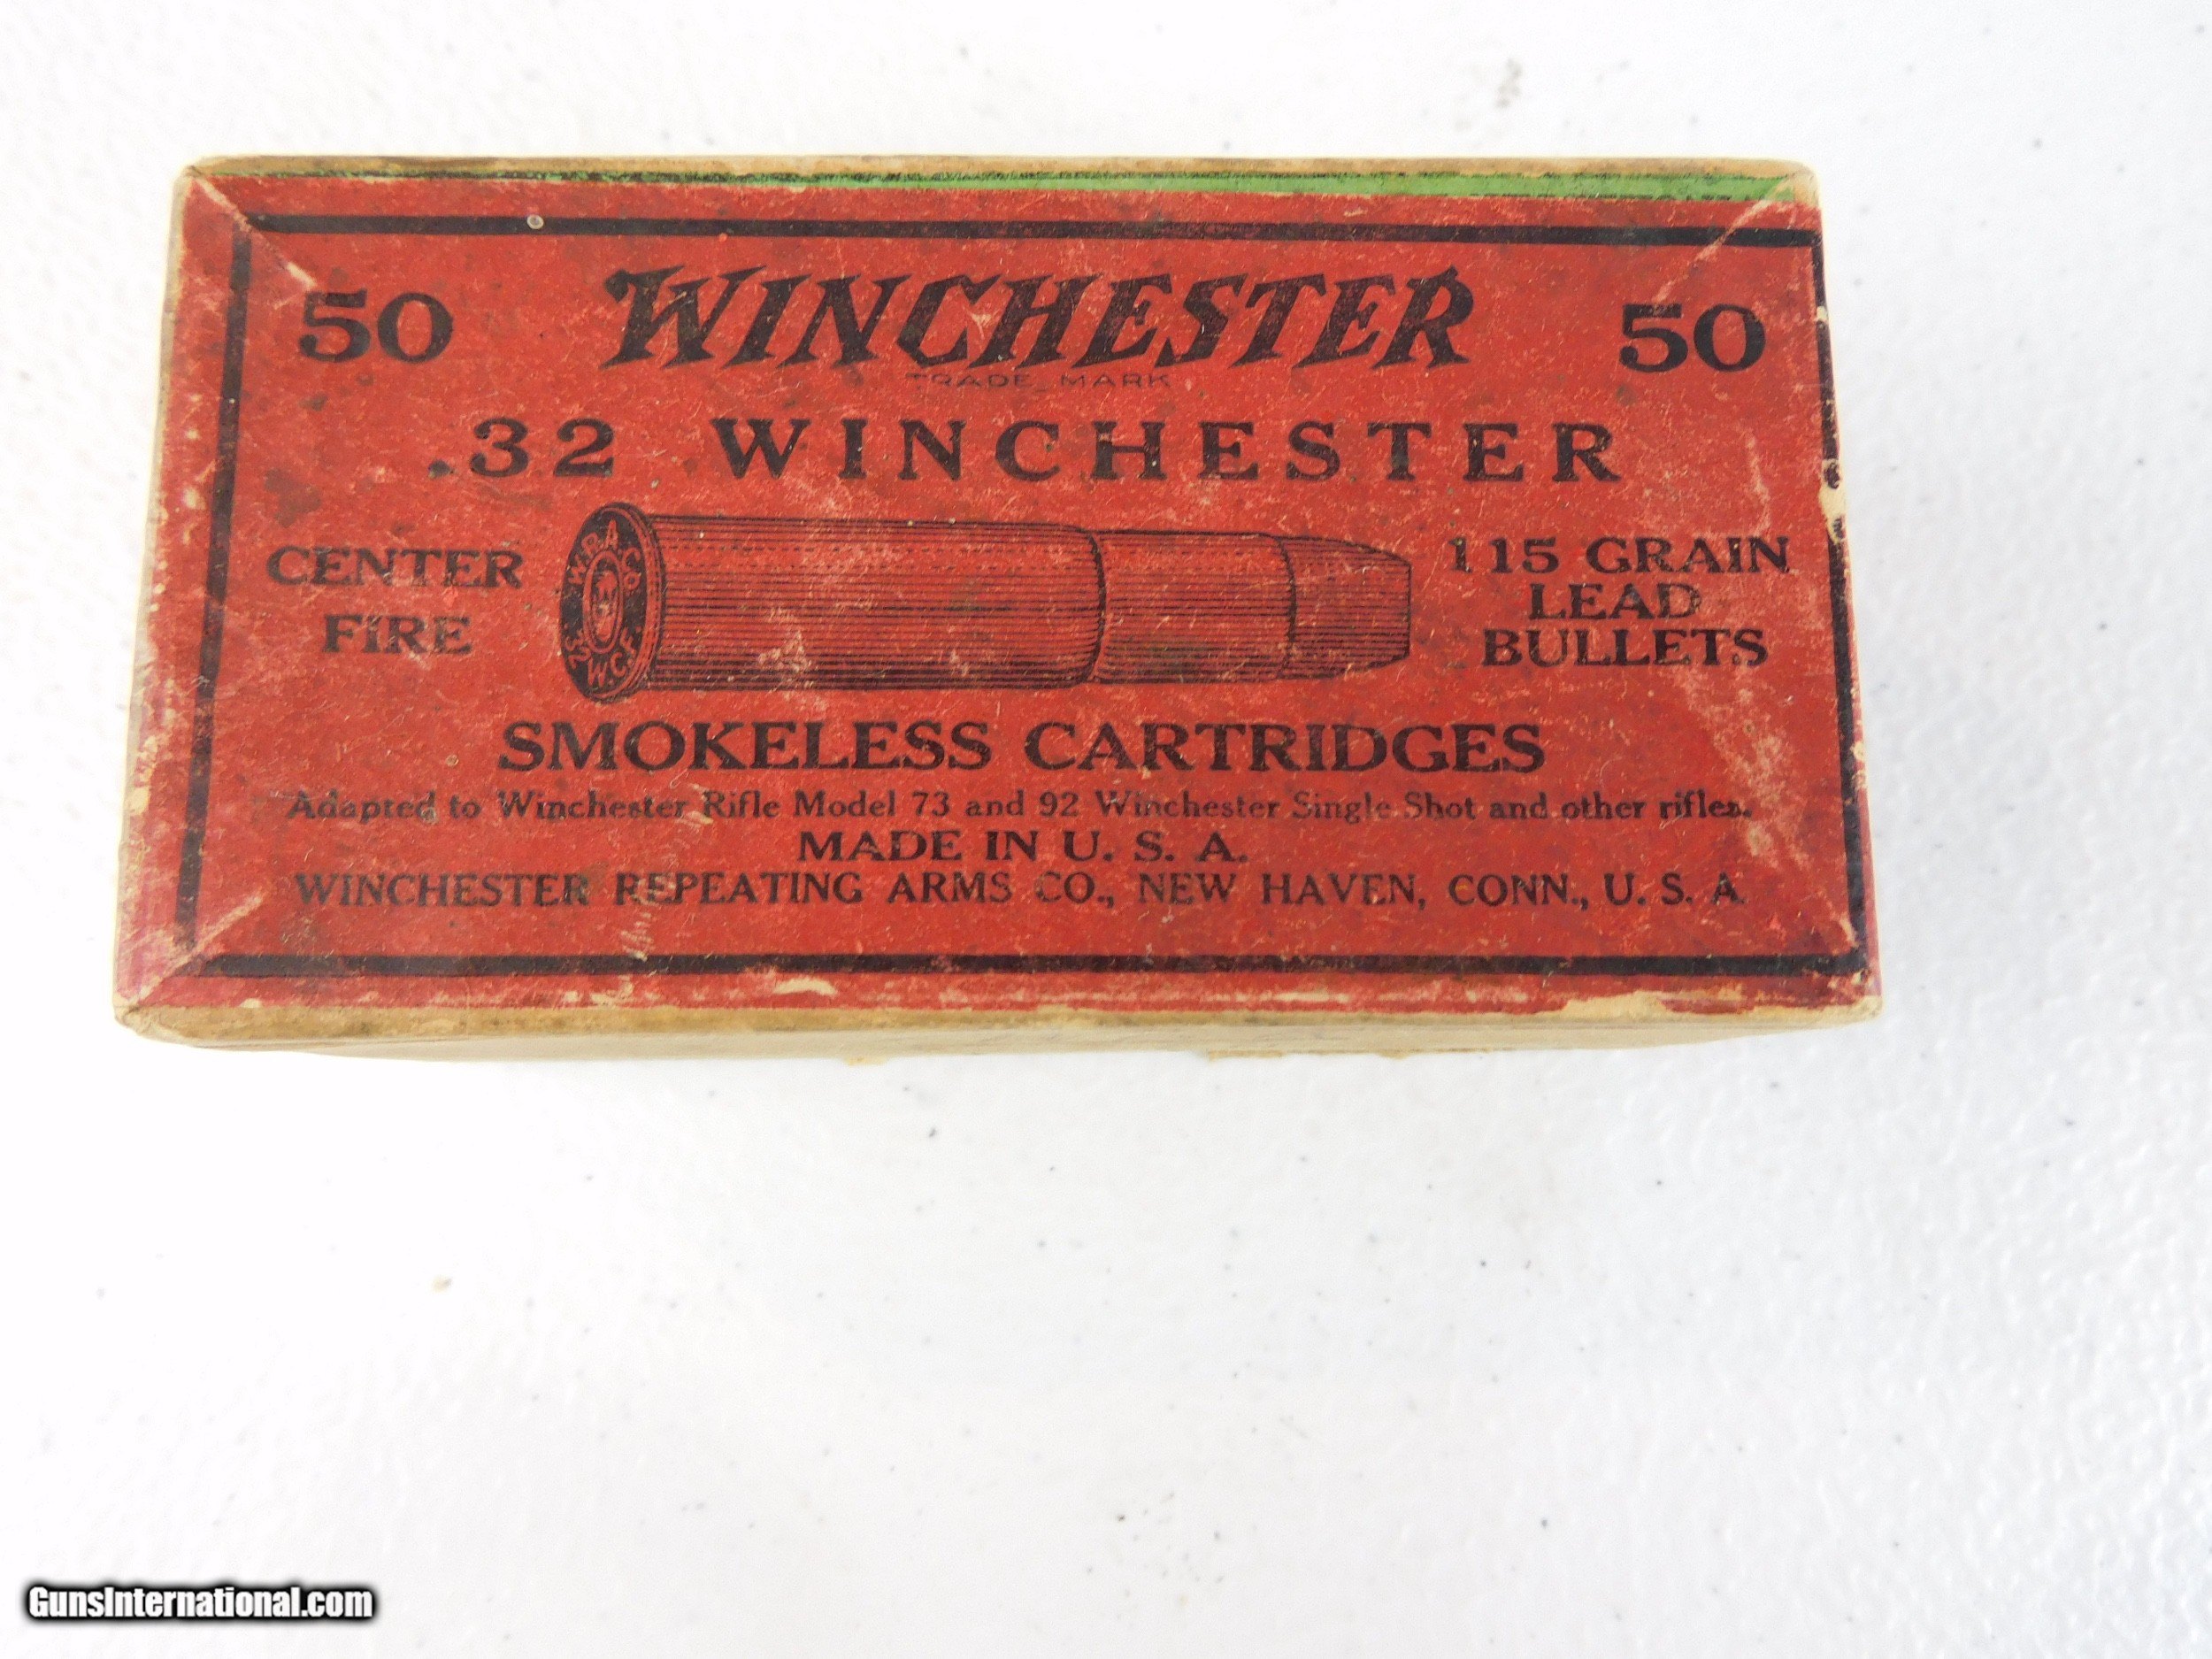 50 WINCHESTER 50
TRADE MARK
.32 WINCHESTER
CENTER
FIRE
W.R.A.CO.
W
32 W.C.F.
115 GRAIN
LEAD
BULLETS
SMOKELESS CARTRIDGES
Adapted to Winchester Rifle Model 73 and 92 Winchester Single Shot and other rifles.
MADE IN U. S. A.
WINCHESTER REPEATING ARMS CO., NEW HAVEN, CONN., U. S. A.
GunsInternational.com